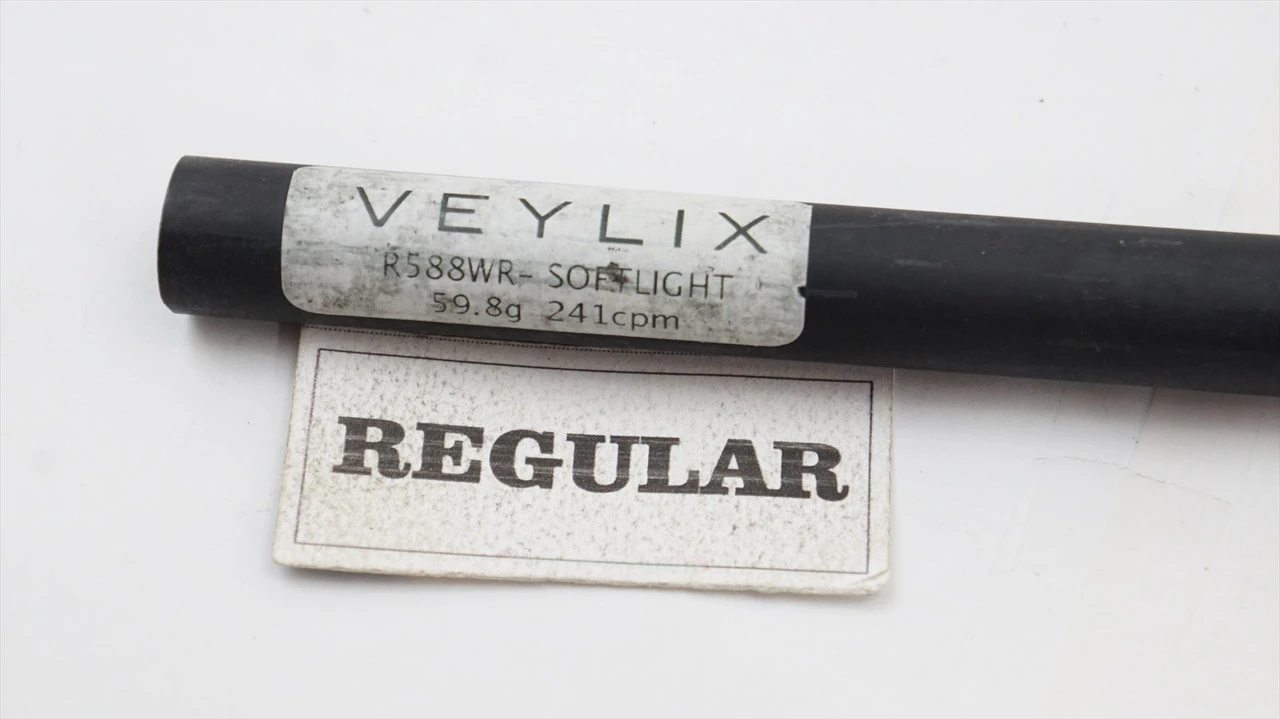 VEYLIX
R588WR- SOFTLIGHT
59.8g 241cpm
REGULAR